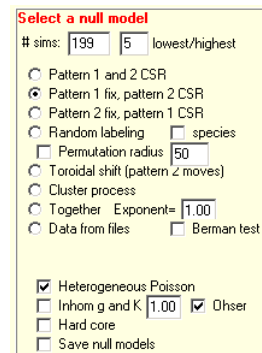 Select a null model
# sims: 199 5 lowest/highest
Pattern 1 and 2 CSR
Pattern 1 fix, pattern 2 CSR
Pattern 2 fix, pattern 1 CSR
Random labeling species
Permutation radius 50
Toroidal shift (pattern 2 moves)
Cluster process
Together Exponent= 1.00
Data from files Berman test
Heterogeneous Poisson
Inhom g and K 1.00 Ohser
Hard core
Save null models